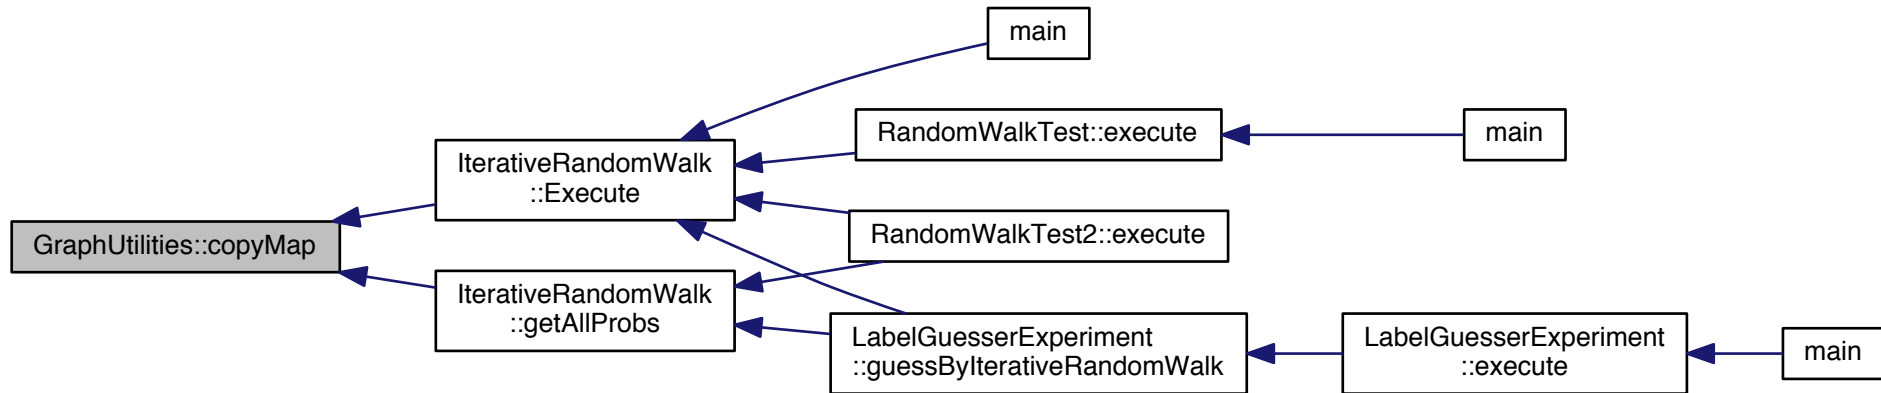 main
RandomWalkTest::execute
main
IterativeRandomWalk
::Execute
RandomWalkTest2::execute
GraphUtilities::copyMap
IterativeRandomWalk
::getAllProbs
LabelGuesserExperiment
::guessByIterativeRandomWalk
LabelGuesserExperiment
::execute
main